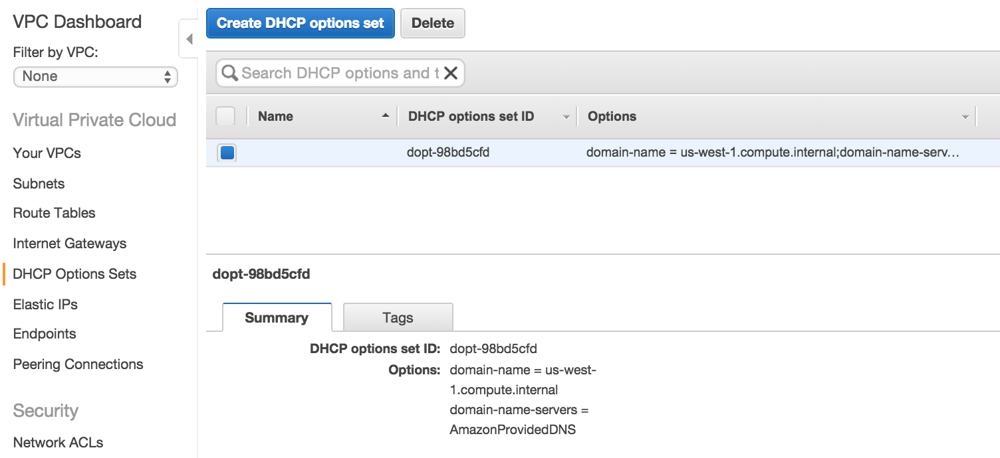 VPC Dashboard
Filter by VPC:
None
Virtual Private Cloud
Your VPCs
Subnets
Route Tables
Internet Gateways
DHCP Options Sets
Elastic IPs
Endpoints
Peering Connections
Security
Network ACLs
Create DHCP options set Delete
Search DHCP options and t
Name DHCP options set ID Options
dopt-98bd5cfd domain-name = us-west-1.compute.internal;domain-name-serv…
dopt-98bd5cfd
Summary Tags
DHCP options set ID: dopt-98bd5cfd
Options: domain-name = us-west-
1.compute.internal
domain-name-servers =
AmazonProvidedDNS